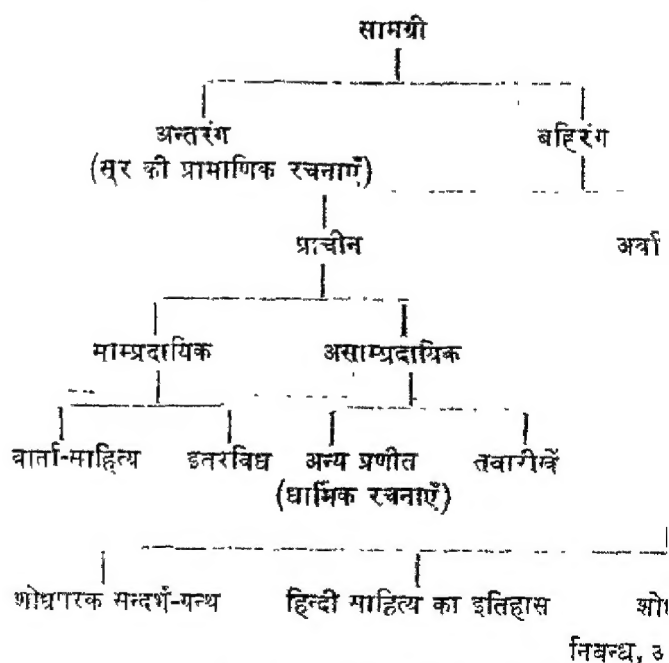 सामग्री
अन्तरंग बहिरंग
(सूर की प्रामाणिक रचनाएँ)
प्राचीन
साम्प्रदायिक असाम्प्रदायिक
वार्ता-साहित्य इतरविध अन्य प्रणीत तवारीखें
(धार्मिक रचनाएँ)
शोधपरक सन्दर्भ-ग्रन्थ हिन्दी साहित्य का इतिहास
निबन्ध,